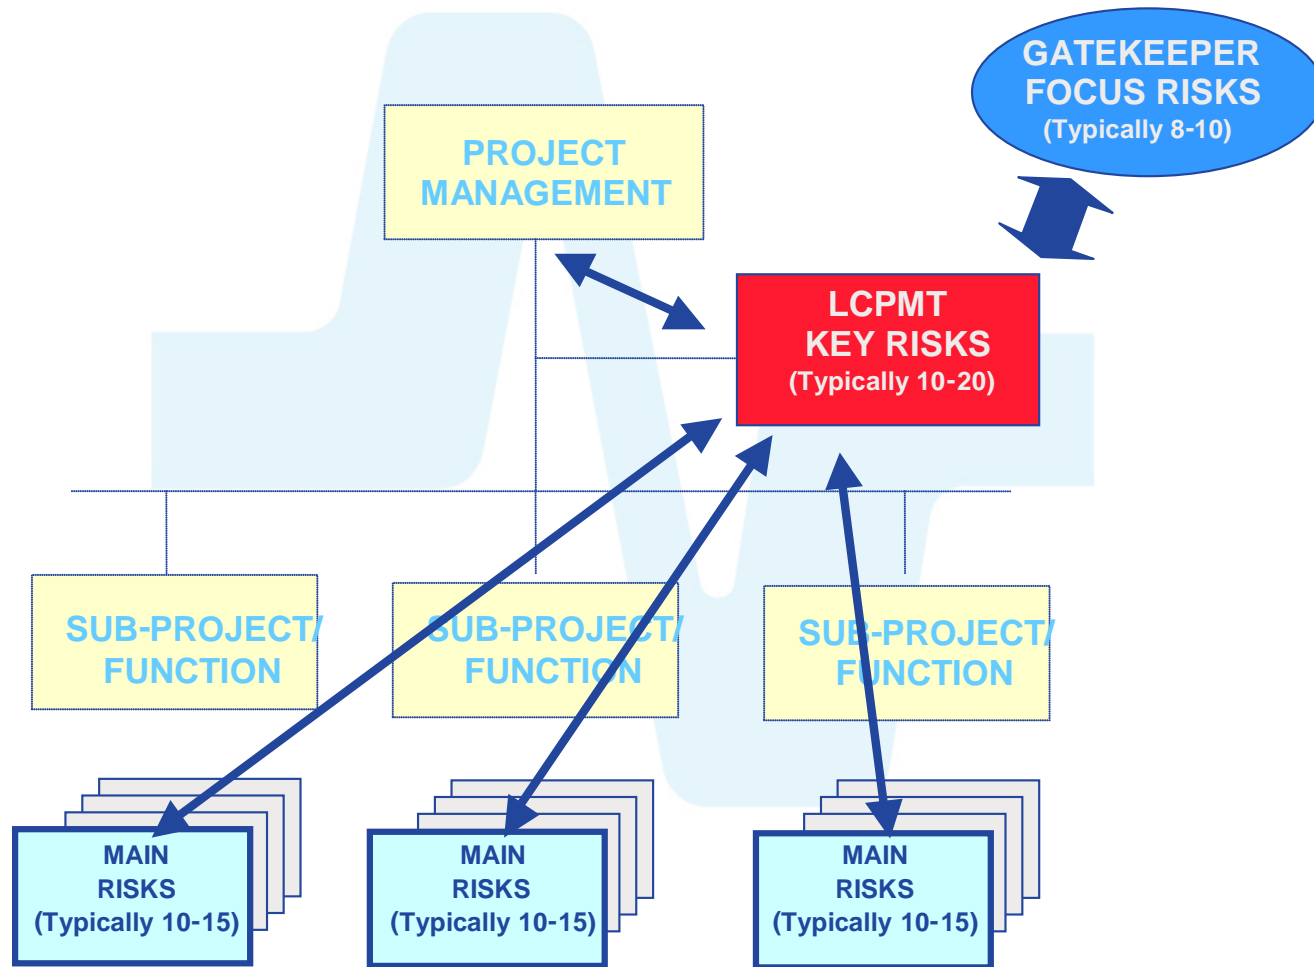 GATEKEEPER
FOCUS RISKS
(Typically 8-10)
PROJECT
MANAGEMENT
LCPMT
KEY RISKS
(Typically 10-20)
SUB-PROJECT/
FUNCTION
SUB-PROJECT/
FUNCTION
SUB-PROJECT/
FUNCTION
MAIN
RISKS
(Typically 10-15)
MAIN
RISKS
(Typically 10-15)
MAIN
RISKS
(Typically 10-15)